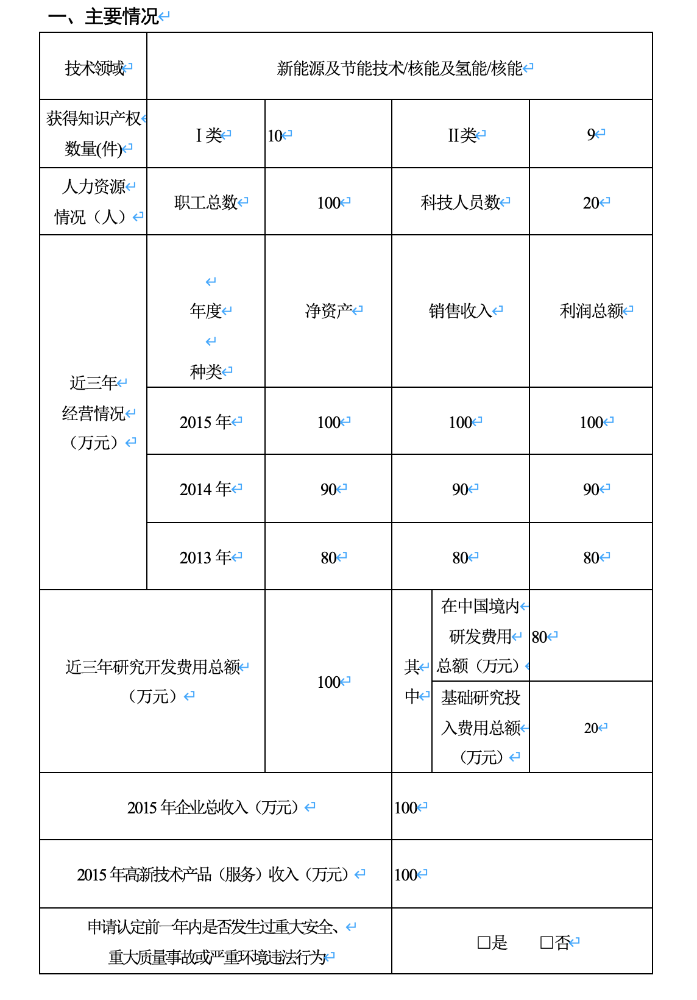 一、主要情况
技术领域
新能源及节能技术/核能及氢能/核能
获得知识产权
数量(件)
I 类
10
II类
9
人力资源
情况（人）
职工总数
100
科技人员数
20
近三年
经营情况
（万元）
年度
种类
净资产
销售收入
利润总额
2015 年
100
100
100
2014 年
90
90
90
2013 年
80
80
80
近三年研究开发费用总额
（万元）
100
其
中
在中国境内
研发费用
总额（万元）
80
基础研究投
入费用总额
（万元）
20
2015 年企业总收入（万元）
100
2015 年高新技术产品（服务）收入（万元）
100
申请认定前一年内是否发生过重大安全、
重大质量事故或严重环境违法行为
□是 □否